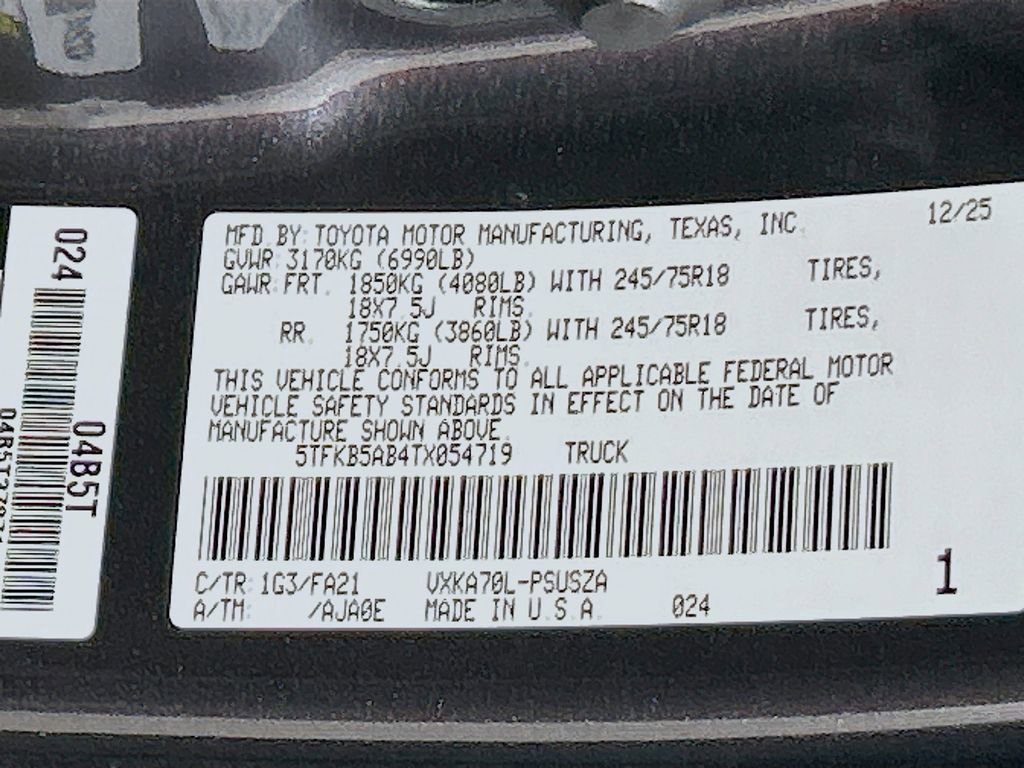 MFD. BY: TOYOTA MOTOR MANUFACTURING, TEXAS, INC. 12/25
GVWR: 3170KG (6990LB)
GAWR: FRT. 1850KG (4080LB) WITH 245/75R18 TIRES,
18X7.5J RIMS.
RR. 1750KG (3860LB) WITH 245/75R18 TIRES,
18X7.5J RIMS.
THIS VEHICLE CONFORMS TO ALL APPLICABLE FEDERAL MOTOR
VEHICLE SAFETY STANDARDS IN EFFECT ON THE DATE OF
MANUFACTURE SHOWN ABOVE.
5TFKB5AB4TX054719 TRUCK
C/TR: 1G3/FA21 VXKA70L-PSUSZA
A/TM: /AJA0E MADE IN U.S.A. 024
1
024
04B5T